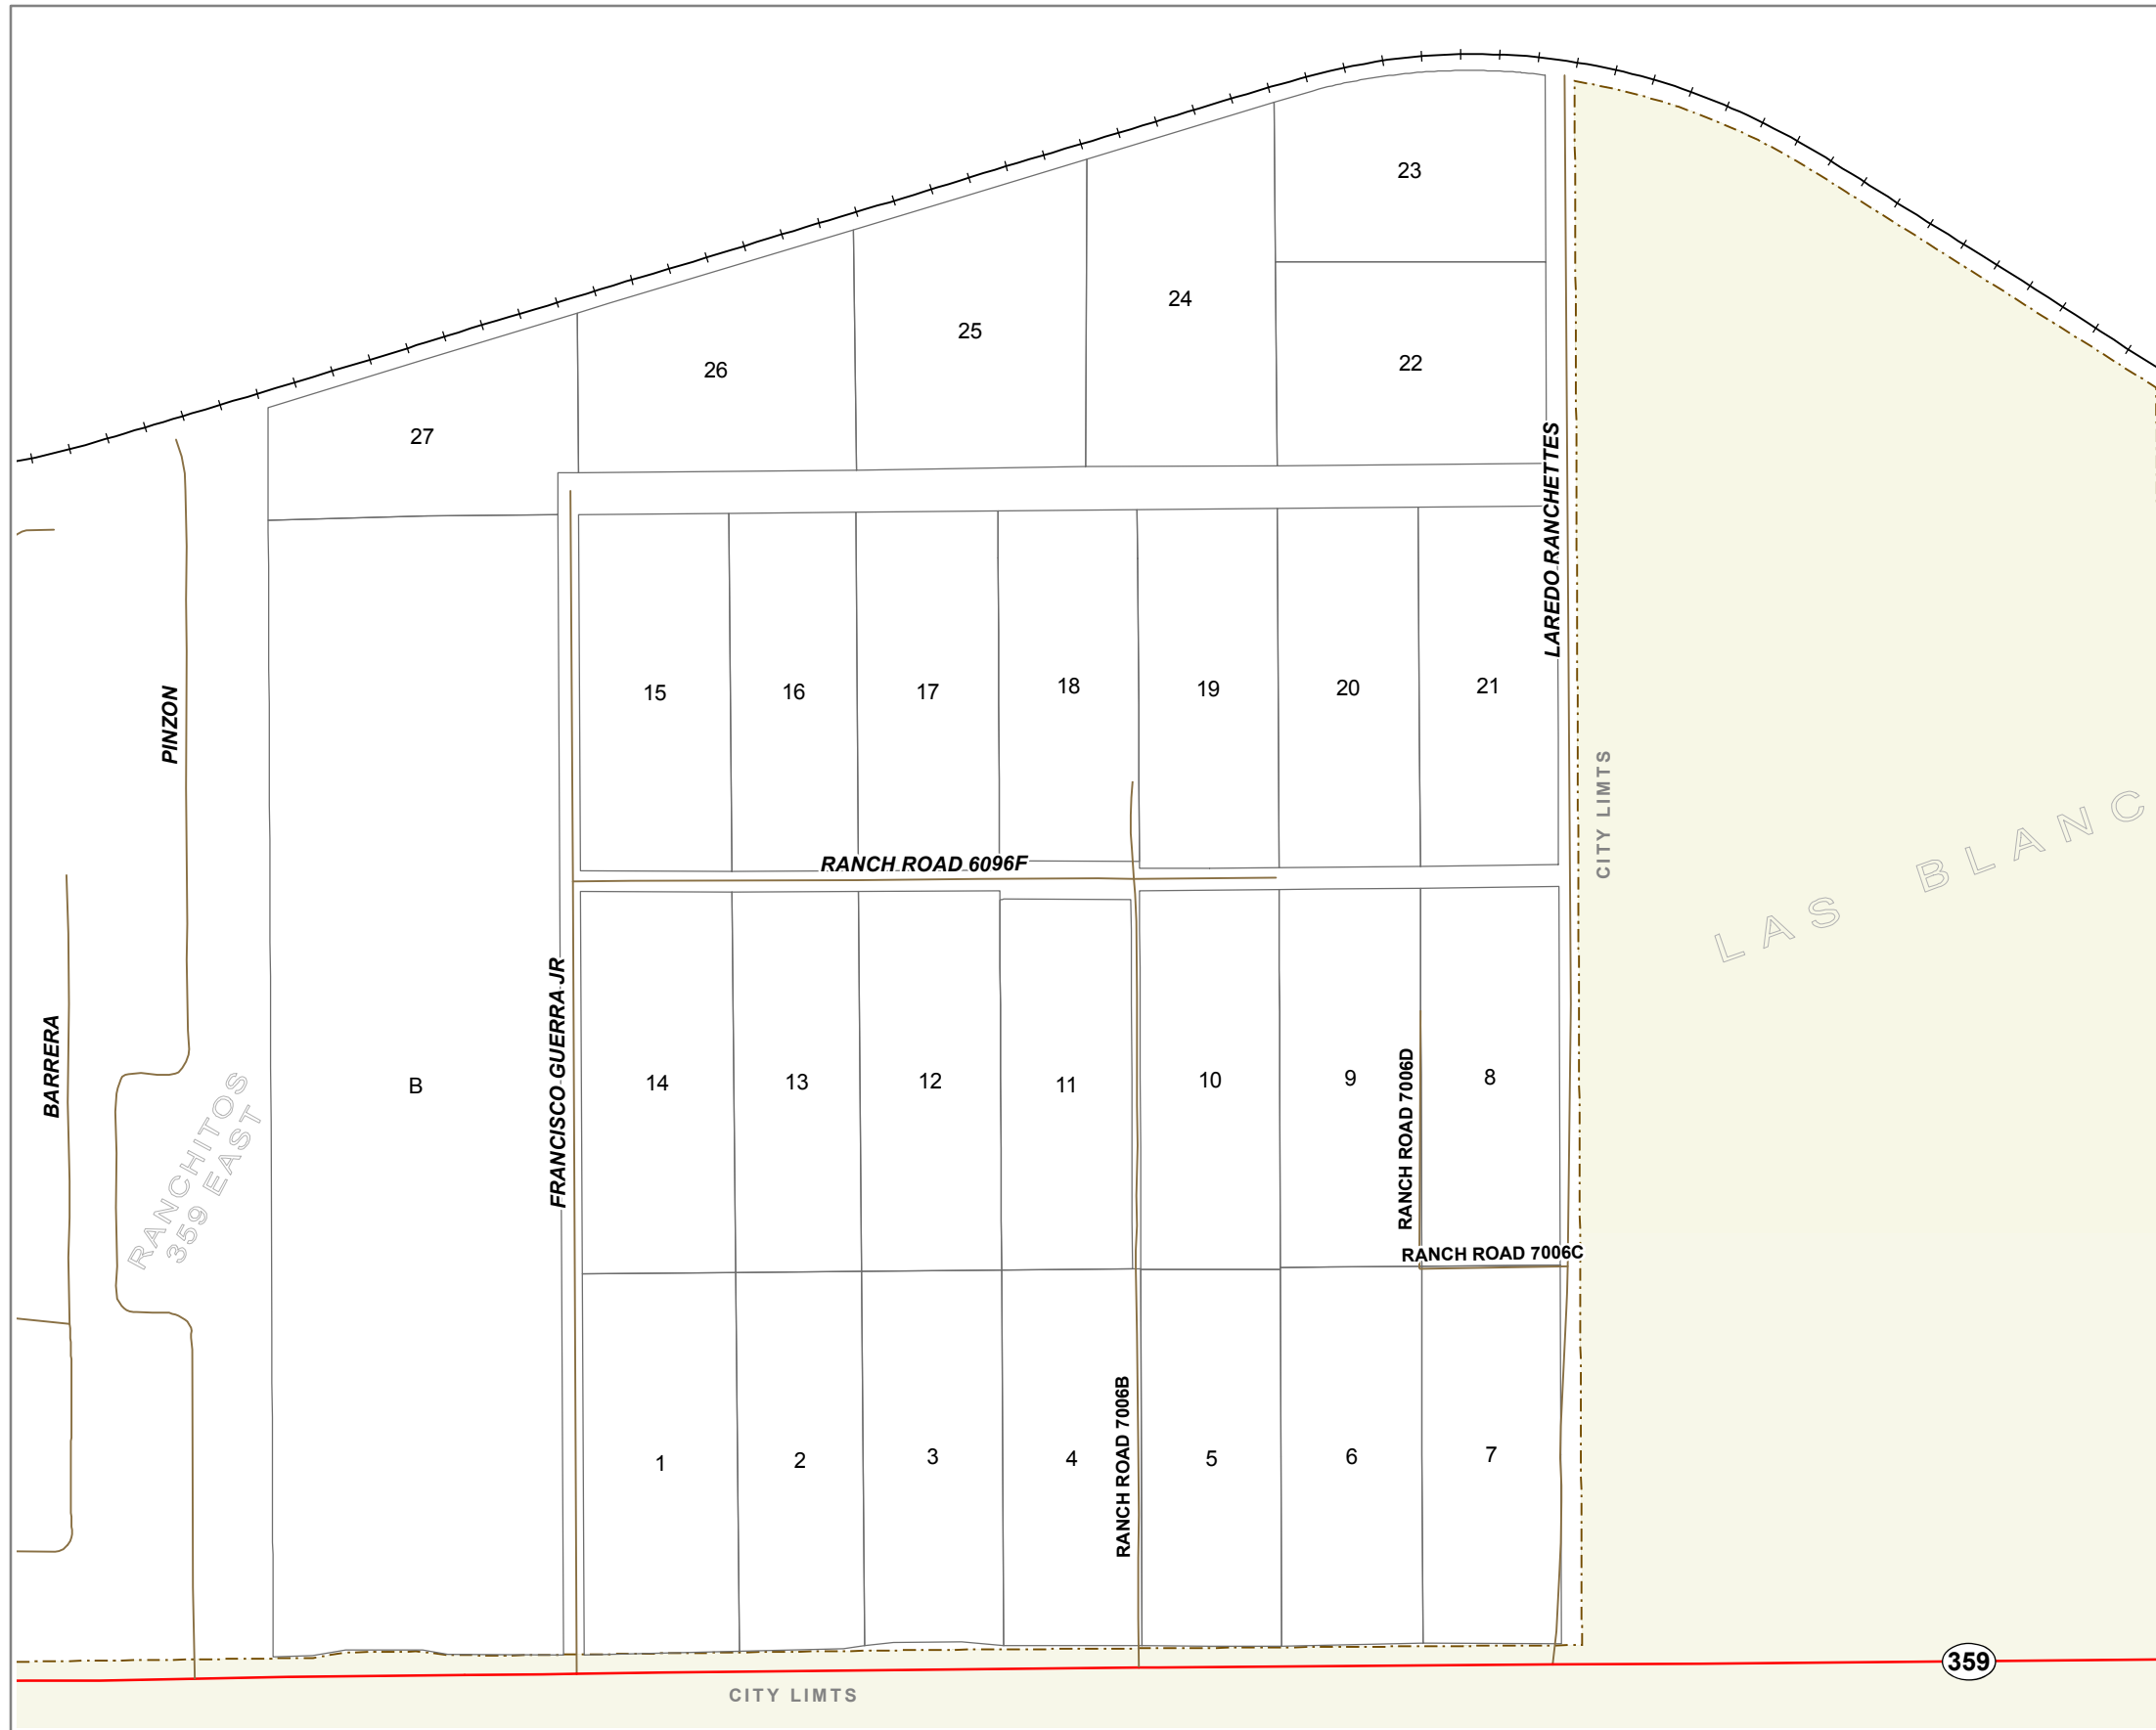 23
24
25
22
26
27
LAREDO RANCHETTES
15
16
17
18
19
20
21
PINZON
CITY LIMTS
LAS BLANC
RANCH ROAD 6096F
FRANCISCO GUERRA JR
BARRERA
RANCHITOS
359 EAST
B
14
13
12
11
10
9
RANCH ROAD 7006D
8
RANCH ROAD 7006C
1
2
3
4
RANCH ROAD 7006B
5
6
7
359
CITY LIMTS